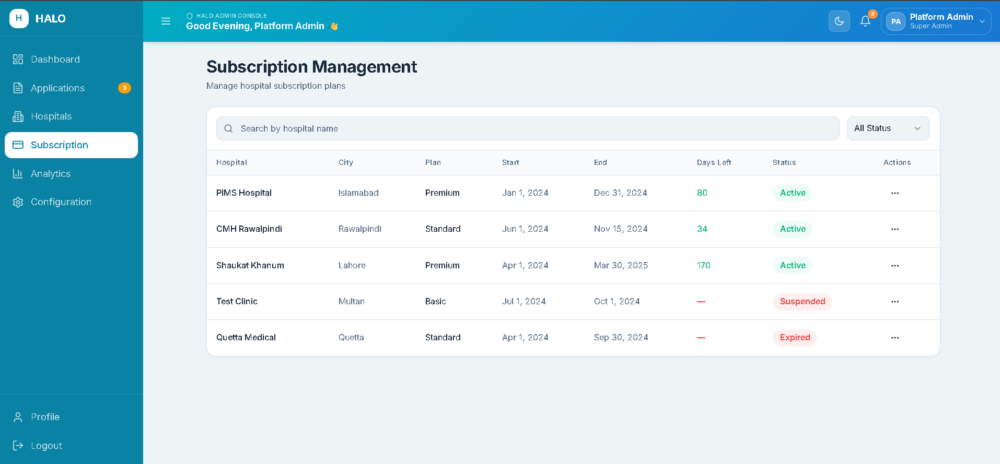 H HALO
HALO ADMIN CONSOLE
Good Evening, Platform Admin 👋
3
PA
Platform Admin
Super Admin
Dashboard
Applications 3
Hospitals
Subscription
Analytics
Configuration
Profile
Logout
Subscription Management
Manage hospital subscription plans
Search by hospital name
All Status
Hospital City Plan Start End Days Left Status Actions
PIMS Hospital Islamabad Premium Jan 1, 2024 Dec 31, 2024 80 Active
CMH Rawalpindi Rawalpindi Standard Jun 1, 2024 Nov 15, 2024 34 Active
Shaukat Khanum Lahore Premium Apr 1, 2024 Mar 30, 2025 170 Active
Test Clinic Multan Basic Jul 1, 2024 Oct 1, 2024 — Suspended
Quetta Medical Quetta Standard Apr 1, 2024 Sep 30, 2024 — Expired